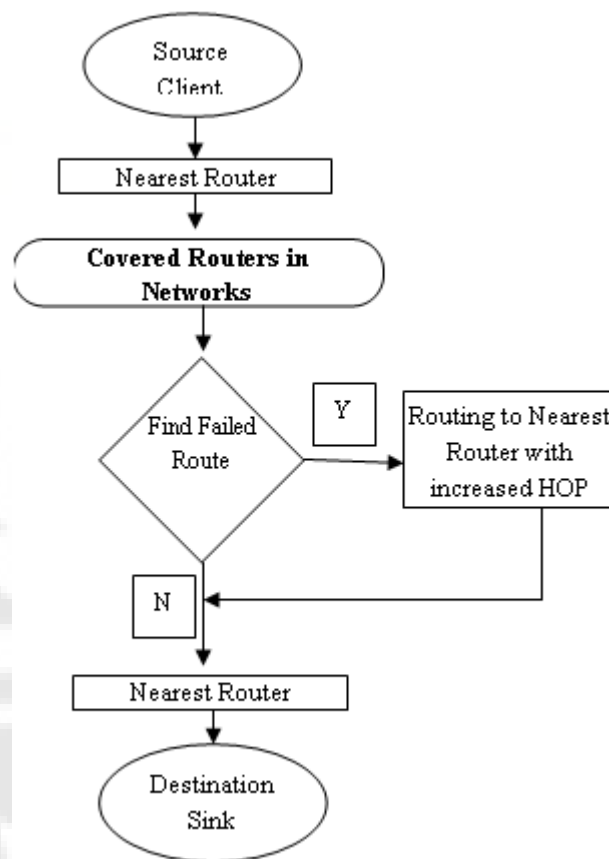 Source
Client
Nearest Router
Covered Routers in
Networks
Find Failed
Route
Y
Routing to Nearest
Router with
increased HOP
N
Nearest Router
Destination
Sink